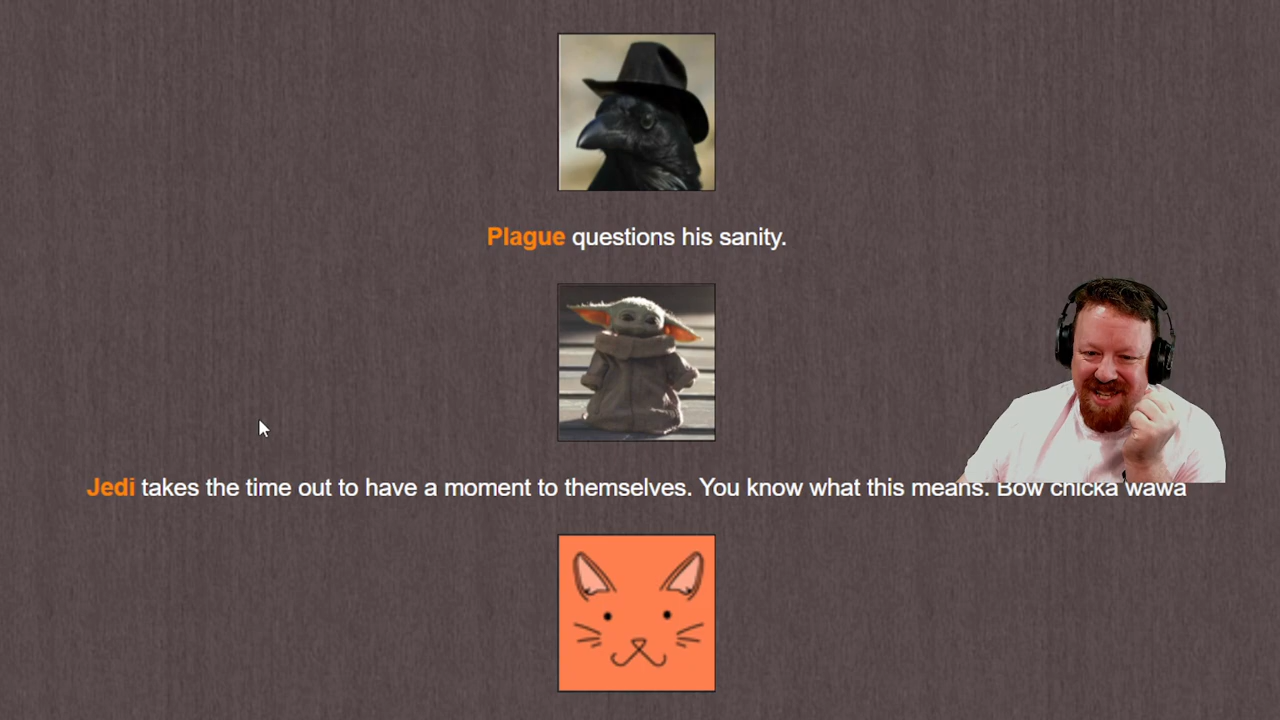 Plague questions his sanity.
Jedi takes the time out to have a moment to themselves. You know what this means. Bow chicka wawa